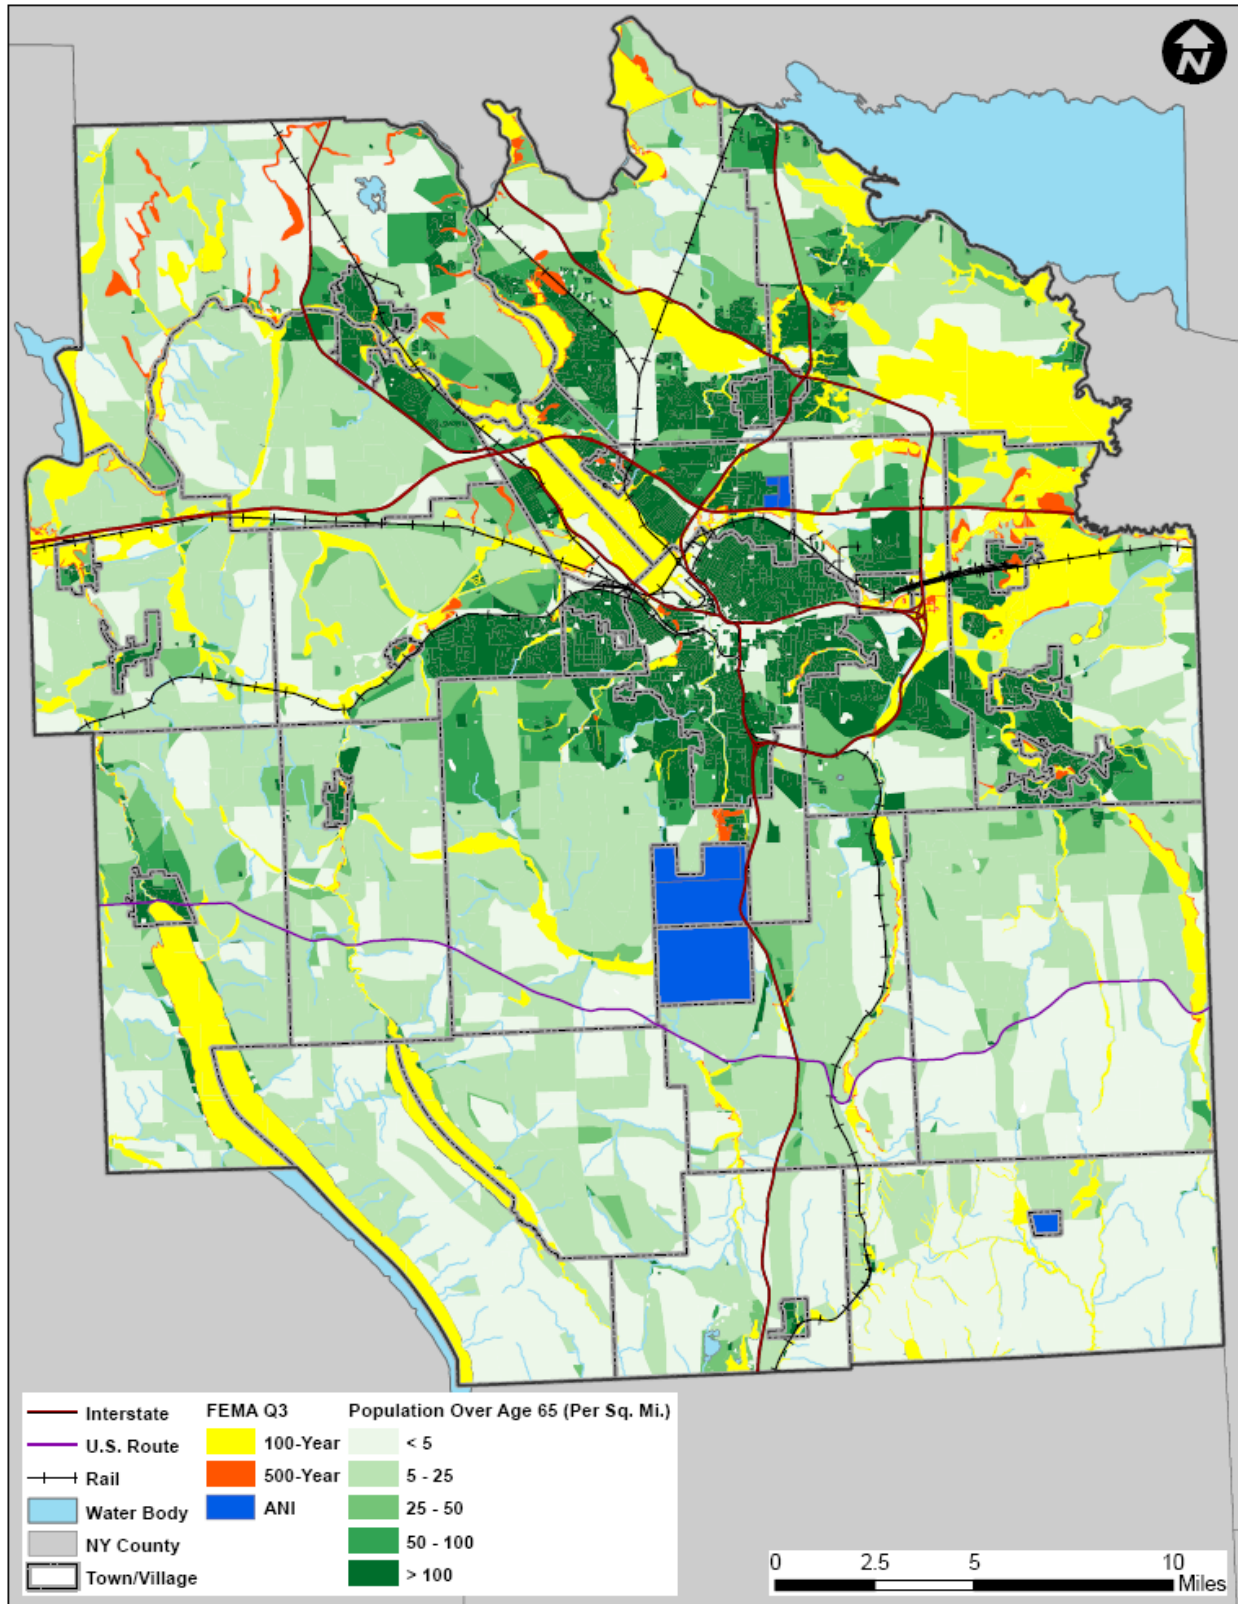 N
Interstate
U.S. Route
Rail
Water Body
NY County
Town/Village
FEMA Q3
100-Year
500-Year
ANI
Population Over Age 65 (Per Sq. Mi.)
< 5
5 - 25
25 - 50
50 - 100
> 100
0 2.5 5 10
Miles